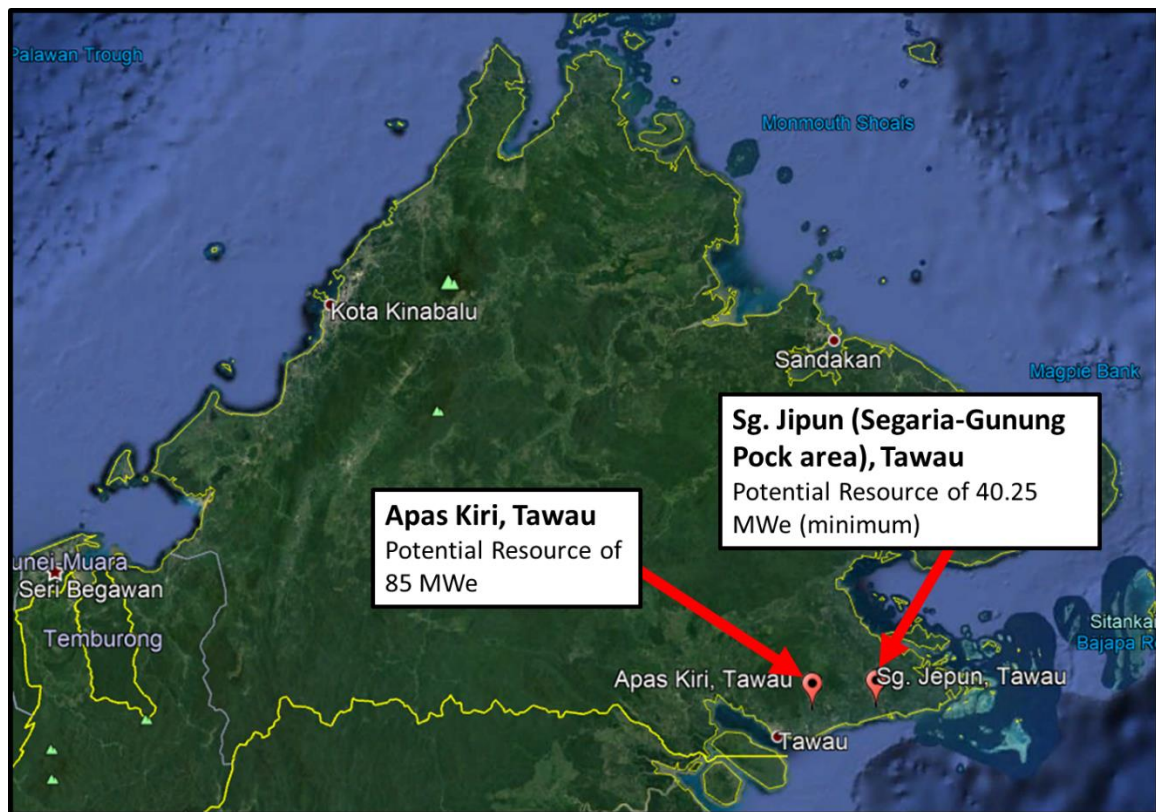 Palawan Trough
Monmouth Shoals
Kota Kinabalu
Sandakan
Magpie Bank
Sg. Jipun (Segaria-Gunung
Pock area), Tawau
Potential Resource of 40.25
MWe (minimum)
Apas Kiri, Tawau
Potential Resource of
85 MWe
unei-Muara
Seri Begawan
Temburong
Sitankai
Bajapa R
Apas Kiri, Tawau
Sg. Jepun, Tawau
Tawau